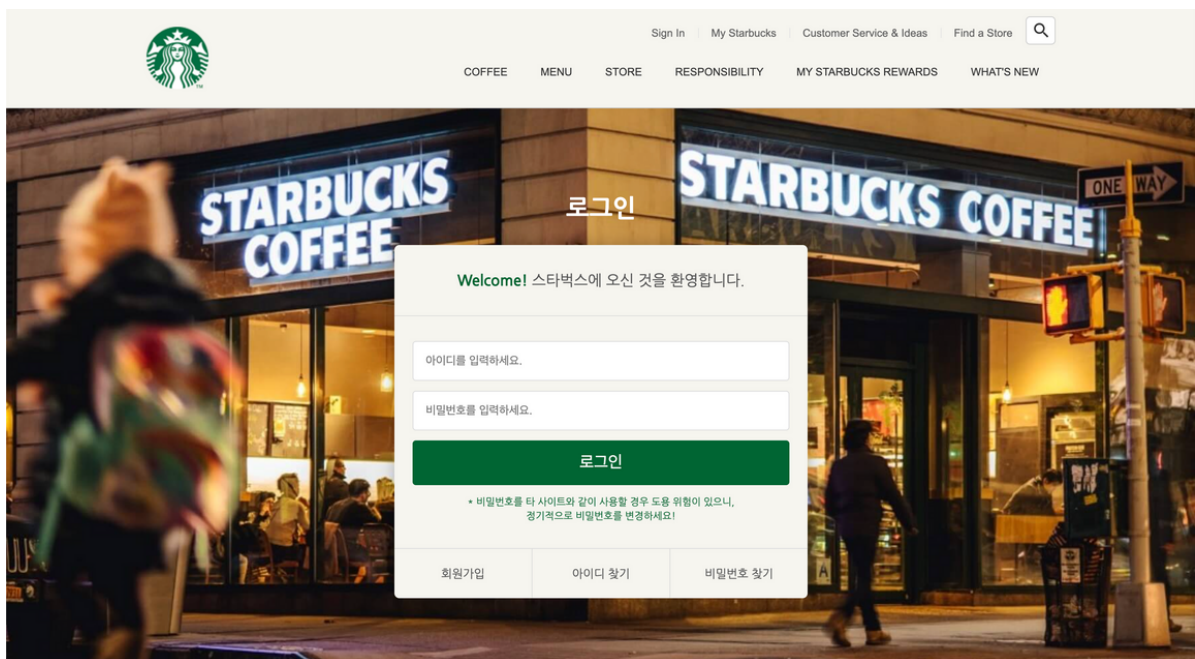 Sign In
My Starbucks
Customer Service & Ideas
Find a Store
COFFEE
MENU
STORE
RESPONSIBILITY
MY STARBUCKS REWARDS
WHAT'S NEW
STARBUCKS
COFFEE
STARBUCKS COFFEE
ONE WAY
로그인
Welcome! 스타벅스에 오신 것을 환영합니다.
아이디를 입력하세요.
비밀번호를 입력하세요.
로그인
* 비밀번호를 타 사이트와 같이 사용할 경우 도용 위험이 있으니,
정기적으로 비밀번호를 변경하세요!
회원가입
아이디 찾기
비밀번호 찾기